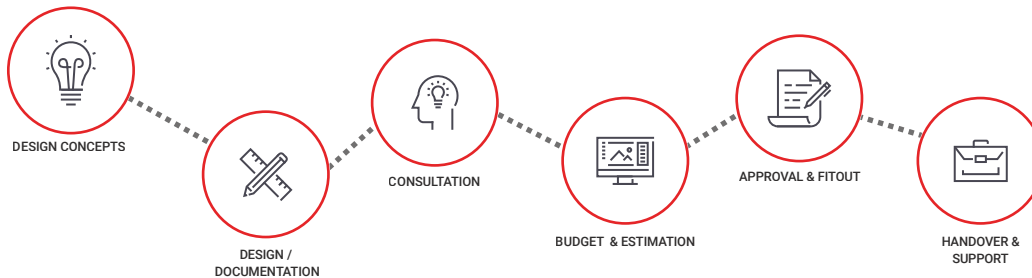 DESIGN CONCEPTS
DESIGN /
DOCUMENTATION
CONSULTATION
BUDGET & ESTIMATION
APPROVAL & FITOUT
HANDOVER &
SUPPORT